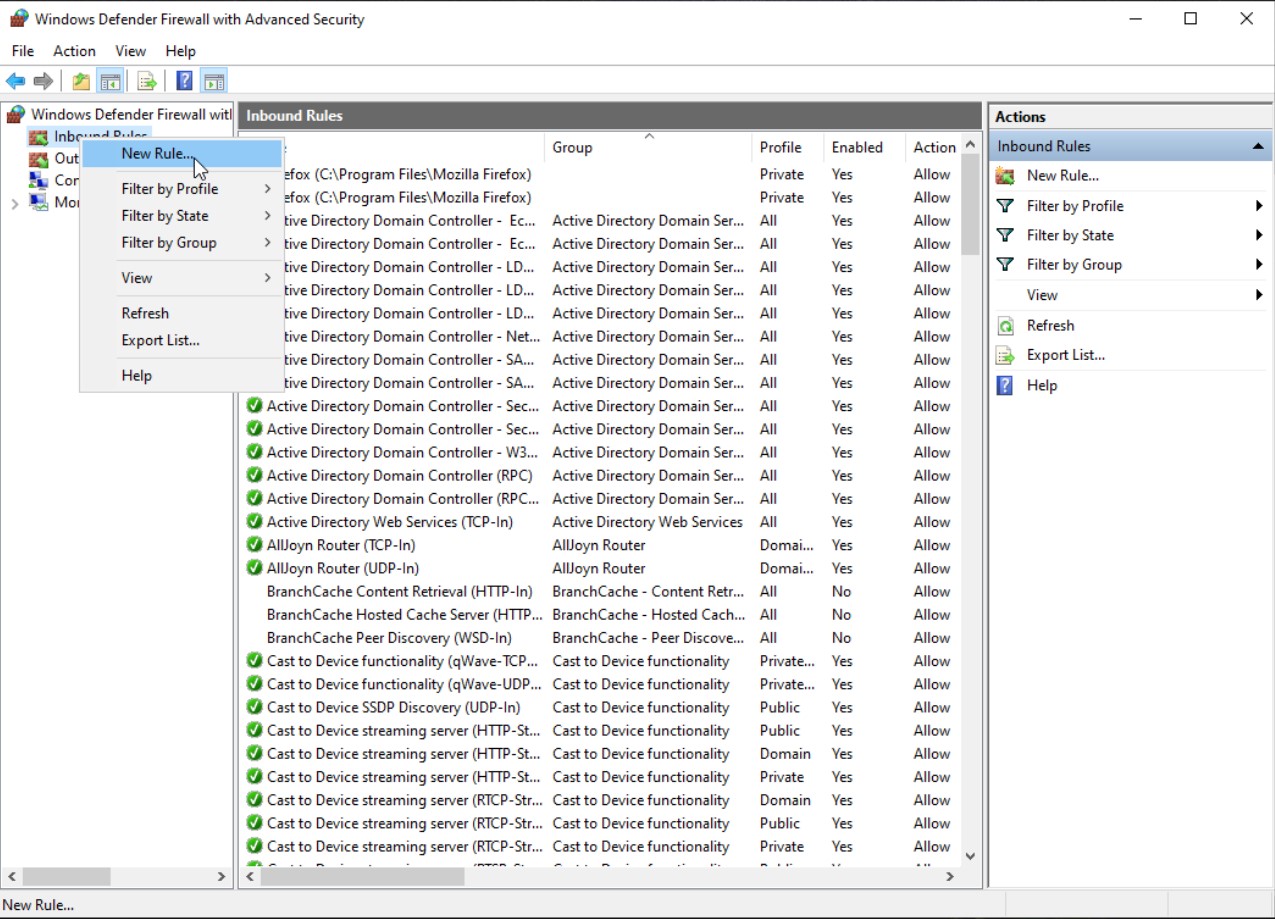 Windows Defender Firewall with Advanced Security
File Action View Help
Windows Defender Firewall witl
Inbound Rules
Out
Con
Mo
New Rule...
Filter by Profile
Filter by State
Filter by Group
View
Refresh
Export List...
Help
Inbound Rules
Group Profile Enabled Action
efox (C:\Program Files\Mozilla Firefox) Private Yes Allow
efox (C:\Program Files\Mozilla Firefox) Private Yes Allow
tive Directory Domain Controller - Ec... Active Directory Domain Ser... All Yes Allow
tive Directory Domain Controller - Ec... Active Directory Domain Ser... All Yes Allow
tive Directory Domain Controller - LD... Active Directory Domain Ser... All Yes Allow
tive Directory Domain Controller - LD... Active Directory Domain Ser... All Yes Allow
tive Directory Domain Controller - LD... Active Directory Domain Ser... All Yes Allow
tive Directory Domain Controller - Net... Active Directory Domain Ser... All Yes Allow
tive Directory Domain Controller - SA... Active Directory Domain Ser... All Yes Allow
tive Directory Domain Controller - SA... Active Directory Domain Ser... All Yes Allow
Active Directory Domain Controller - Sec... Active Directory Domain Ser... All Yes Allow
Active Directory Domain Controller - Sec... Active Directory Domain Ser... All Yes Allow
Active Directory Domain Controller - W3... Active Directory Domain Ser... All Yes Allow
Active Directory Domain Controller (RPC) Active Directory Domain Ser... All Yes Allow
Active Directory Domain Controller (RPC... Active Directory Domain Ser... All Yes Allow
Active Directory Web Services (TCP-In) Active Directory Web Services All Yes Allow
AllJoyn Router (TCP-In) AllJoyn Router Domai... Yes Allow
AllJoyn Router (UDP-In) AllJoyn Router Domai... Yes Allow
BranchCache Content Retrieval (HTTP-In) BranchCache - Content Retr... All No Allow
BranchCache Hosted Cache Server (HTTP... BranchCache - Hosted Cach... All No Allow
BranchCache Peer Discovery (WSD-In) BranchCache - Peer Discove... All No Allow
Cast to Device functionality (qWave-TCP... Cast to Device functionality Private... Yes Allow
Cast to Device functionality (qWave-UDP... Cast to Device functionality Private... Yes Allow
Cast to Device SSDP Discovery (UDP-In) Cast to Device functionality Public Yes Allow
Cast to Device streaming server (HTTP-St... Cast to Device functionality Public Yes Allow
Cast to Device streaming server (HTTP-St... Cast to Device functionality Domain Yes Allow
Cast to Device streaming server (HTTP-St... Cast to Device functionality Private Yes Allow
Cast to Device streaming server (RTCP-Str... Cast to Device functionality Domain Yes Allow
Cast to Device streaming server (RTCP-Str... Cast to Device functionality Public Yes Allow
Cast to Device streaming server (RTCP-Str... Cast to Device functionality Private Yes Allow
Actions
Inbound Rules
New Rule...
Filter by Profile
Filter by State
Filter by Group
View
Refresh
Export List...
Help
New Rule...